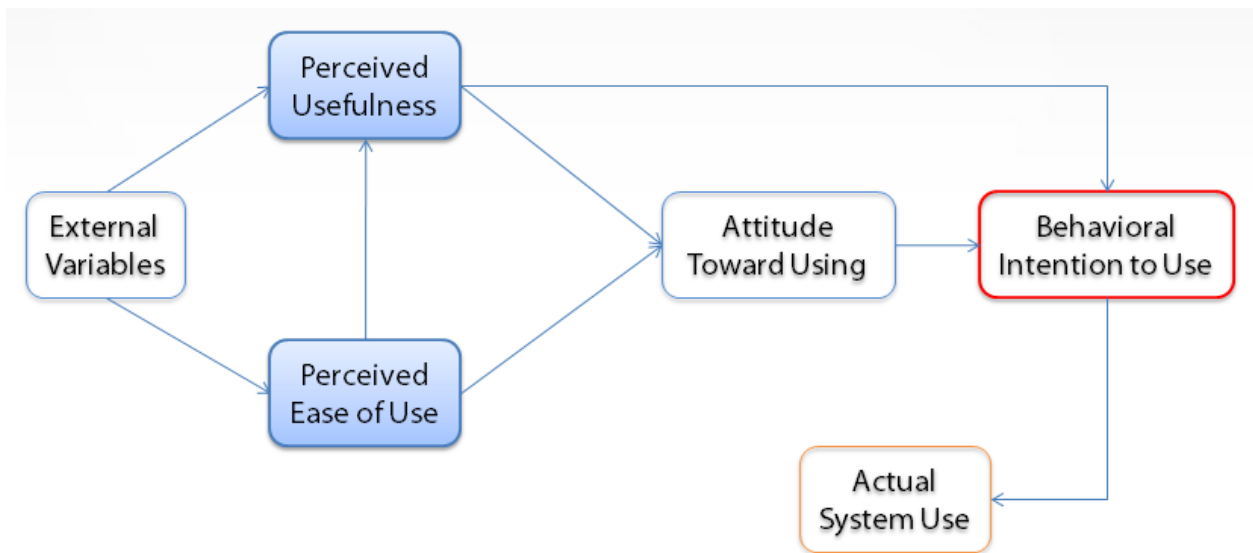 Perceived
Usefulness
External
Variables
Attitude
Toward Using
Behavioral
Intention to Use
Perceived
Ease of Use
Actual
System Use